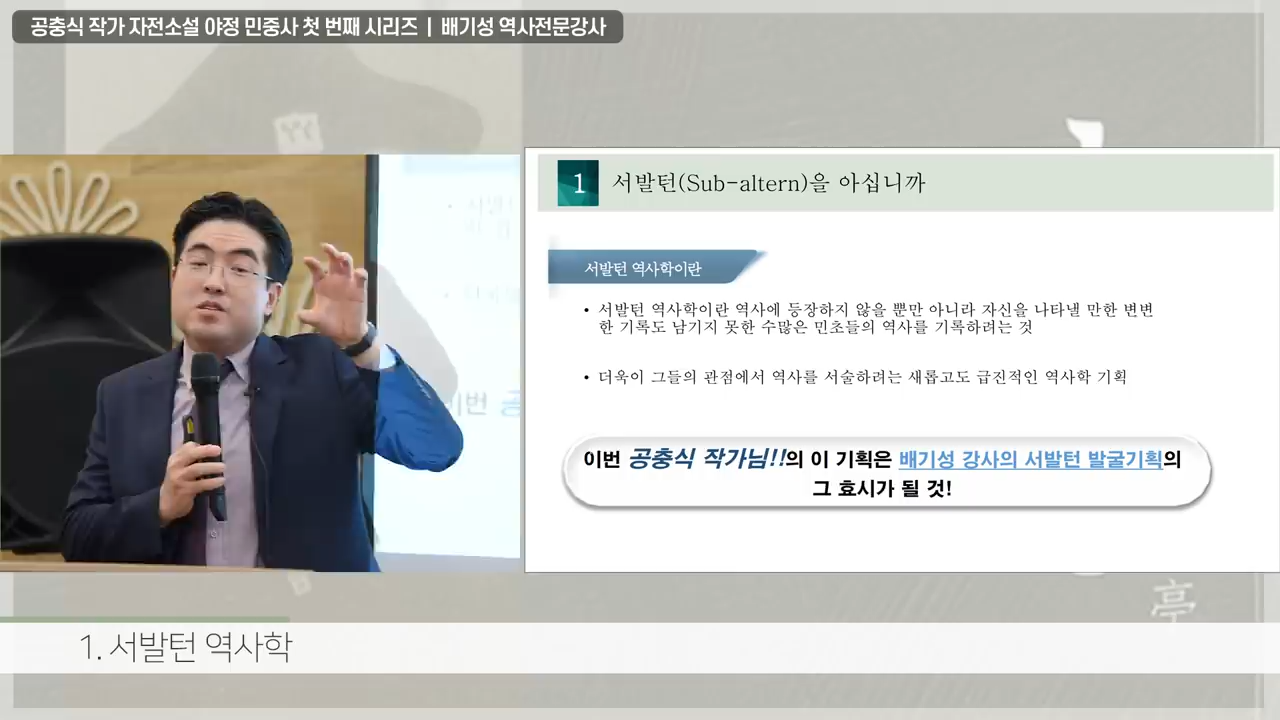 공충식 작가 자전소설 야정 민중사 첫 번째 시리즈 | 배기성 역사전문강사
1 서발턴(Sub-altern)을 아십니까
서발턴 역사학이란
• 서발턴 역사학이란 역사에 등장하지 않을 뿐만 아니라 자신을 나타낼 만한 변변
한 기록도 남기지 못한 수많은 민초들의 역사를 기록하려는 것
• 더욱이 그들의 관점에서 역사를 서술하려는 새롭고도 급진적인 역사학 기획
이번 공충식 작가님!!의 이 기획은 배기성 강사의 서발턴 발굴기획의
그 효시가 될 것!
이번 공
亭
1. 서발턴 역사학